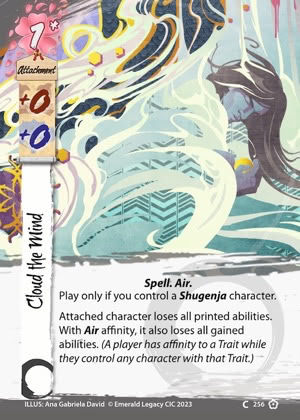 1*
Attachment
+0
+0
Cloud the Mind
Spell. Air.
Play only if you control a Shugenja character.
Attached character loses all printed abilities.
With Air affinity, it also loses all gained
abilities. (A player has affinity to a Trait while
they control any character with that Trait.)
ILLUS: Ana Gabriela David © Emerald Legacy CIC 2023
C 256